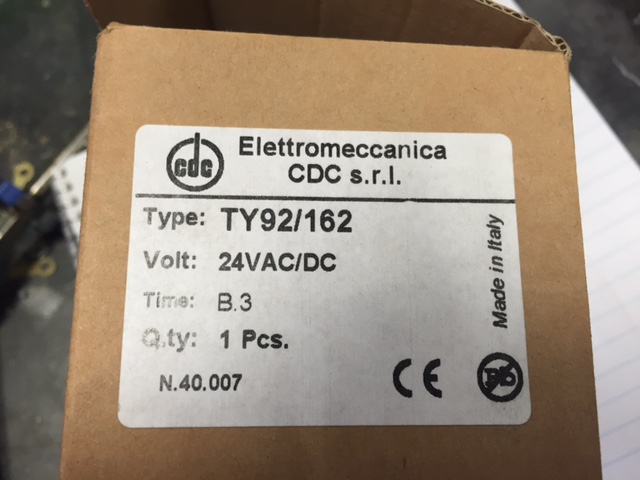 cdc
Elettromeccanica
CDC s.r.l.
Type: TY92/162
Volt: 24VAC/DC
Time: B.3
Q.ty: 1 Pcs.
N.40.007
Made in Italy
CE
Pb